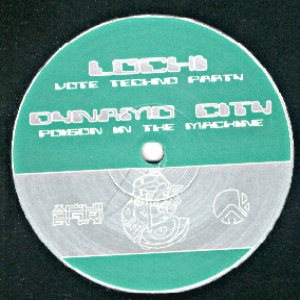 LOCHI
VOTE TECHNO PARTY
DYNAMO CITY
POISON IN THE MACHINE